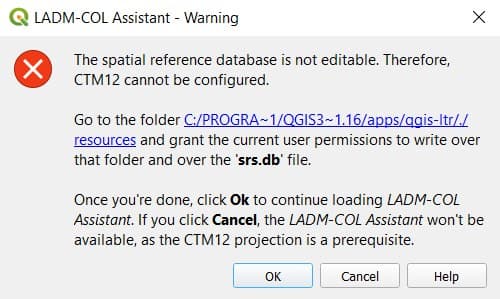 LADM-COL Assistant - Warning
The spatial reference database is not editable. Therefore,
CTM12 cannot be configured.
Go to the folder C:/PROGRA~1/QGIS3~1.16/apps/qgis-ltr/./
resources and grant the current user permissions to write over
that folder and over the 'srs.db' file.
Once you're done, click Ok to continue loading LADM-COL
Assistant. If you click Cancel, the LADM-COL Assistant won't be
available, as the CTM12 projection is a prerequisite.
OK Cancel Help